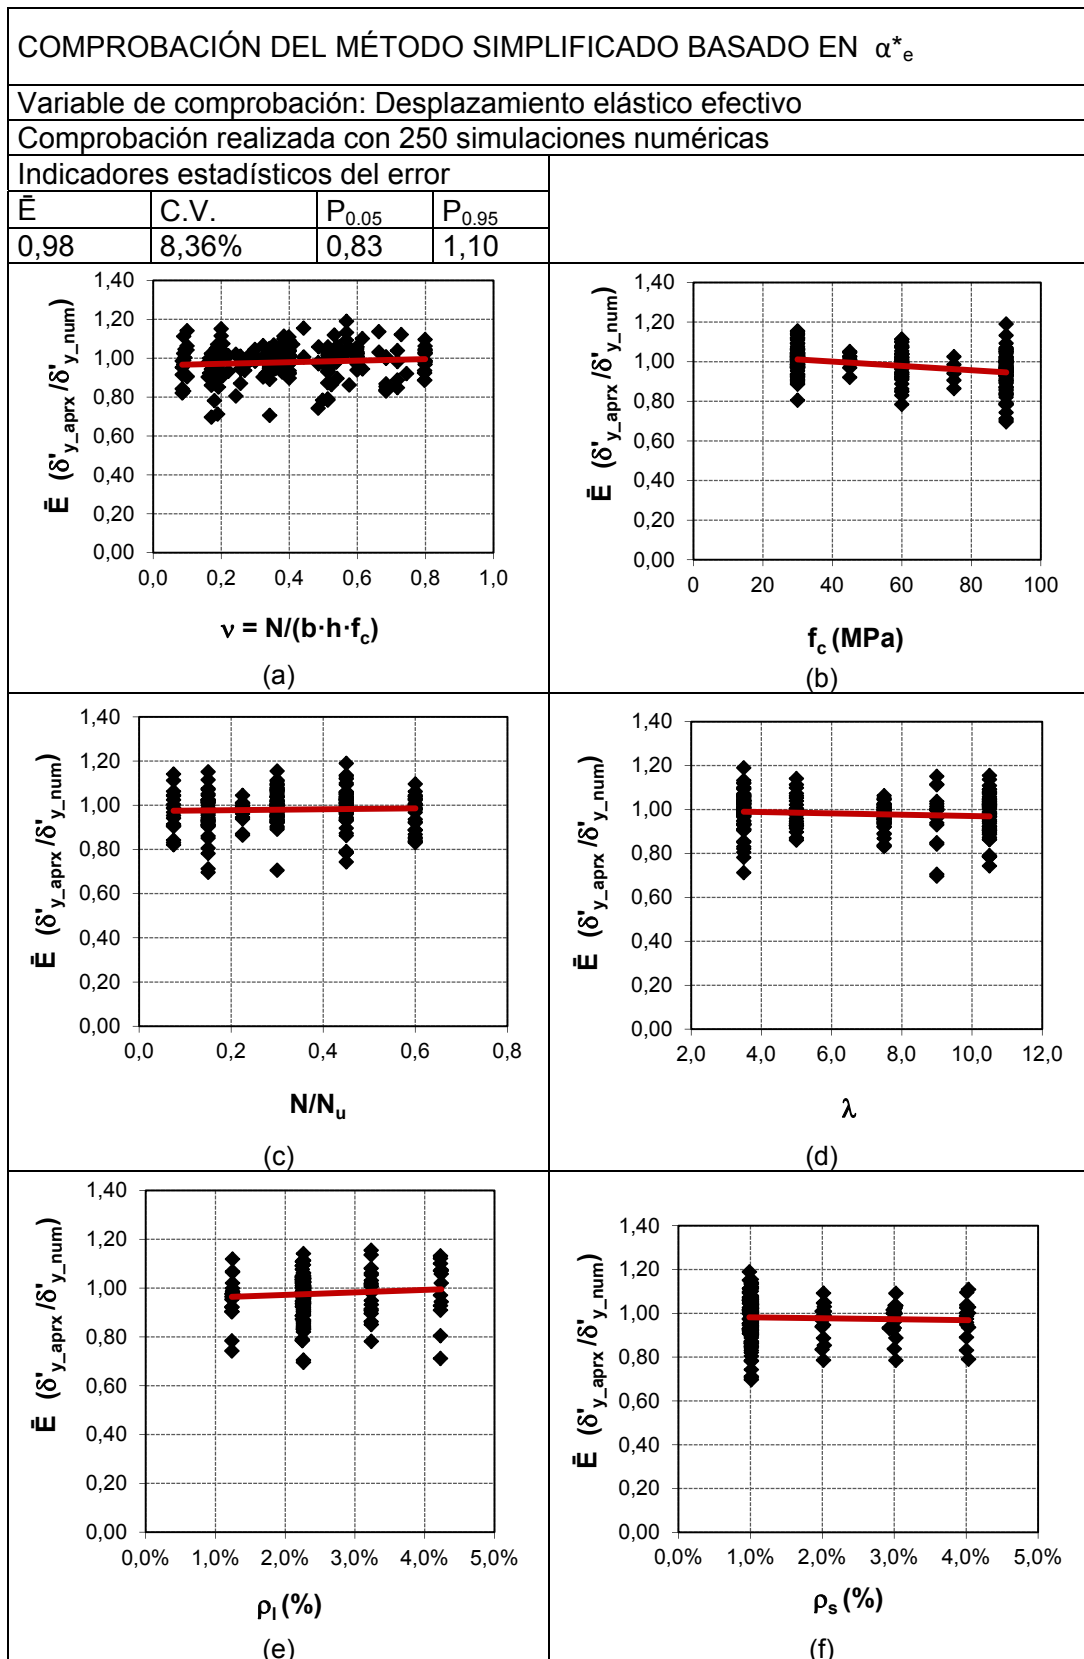 COMPROBACIÓN DEL MÉTODO SIMPLIFICADO BASADO EN α*e
Variable de comprobación: Desplazamiento elástico efectivo
Comprobación realizada con 250 simulaciones numéricas
Indicadores estadísticos del error
Ē C.V. P0.05 P0.95
0,98 8,36% 0,83 1,10
Ē (δ'y_aprx /δ'y_num)
1,40
1,20
1,00
0,80
0,60
0,40
0,20
0,00
0,0 0,2 0,4 0,6 0,8 1,0
ν = N/(b·h·fc)
(a)
Ē (δ'y_aprx /δ'y_num)
1,40
1,20
1,00
0,80
0,60
0,40
0,20
0,00
0 20 40 60 80 100
fc (MPa)
(b)
Ē (δ'y_aprx /δ'y_num)
1,40
1,20
1,00
0,80
0,60
0,40
0,20
0,00
0,0 0,2 0,4 0,6 0,8
N/Nu
(c)
Ē (δ'y_aprx /δ'y_num)
1,40
1,20
1,00
0,80
0,60
0,40
0,20
0,00
2,0 4,0 6,0 8,0 10,0 12,0
λ
(d)
Ē (δ'y_aprx /δ'y_num)
1,40
1,20
1,00
0,80
0,60
0,40
0,20
0,00
0,0% 1,0% 2,0% 3,0% 4,0% 5,0%
ρl (%)
(e)
Ē (δ'y_aprx /δ'y_num)
1,40
1,20
1,00
0,80
0,60
0,40
0,20
0,00
0,0% 1,0% 2,0% 3,0% 4,0% 5,0%
ρs (%)
(f)